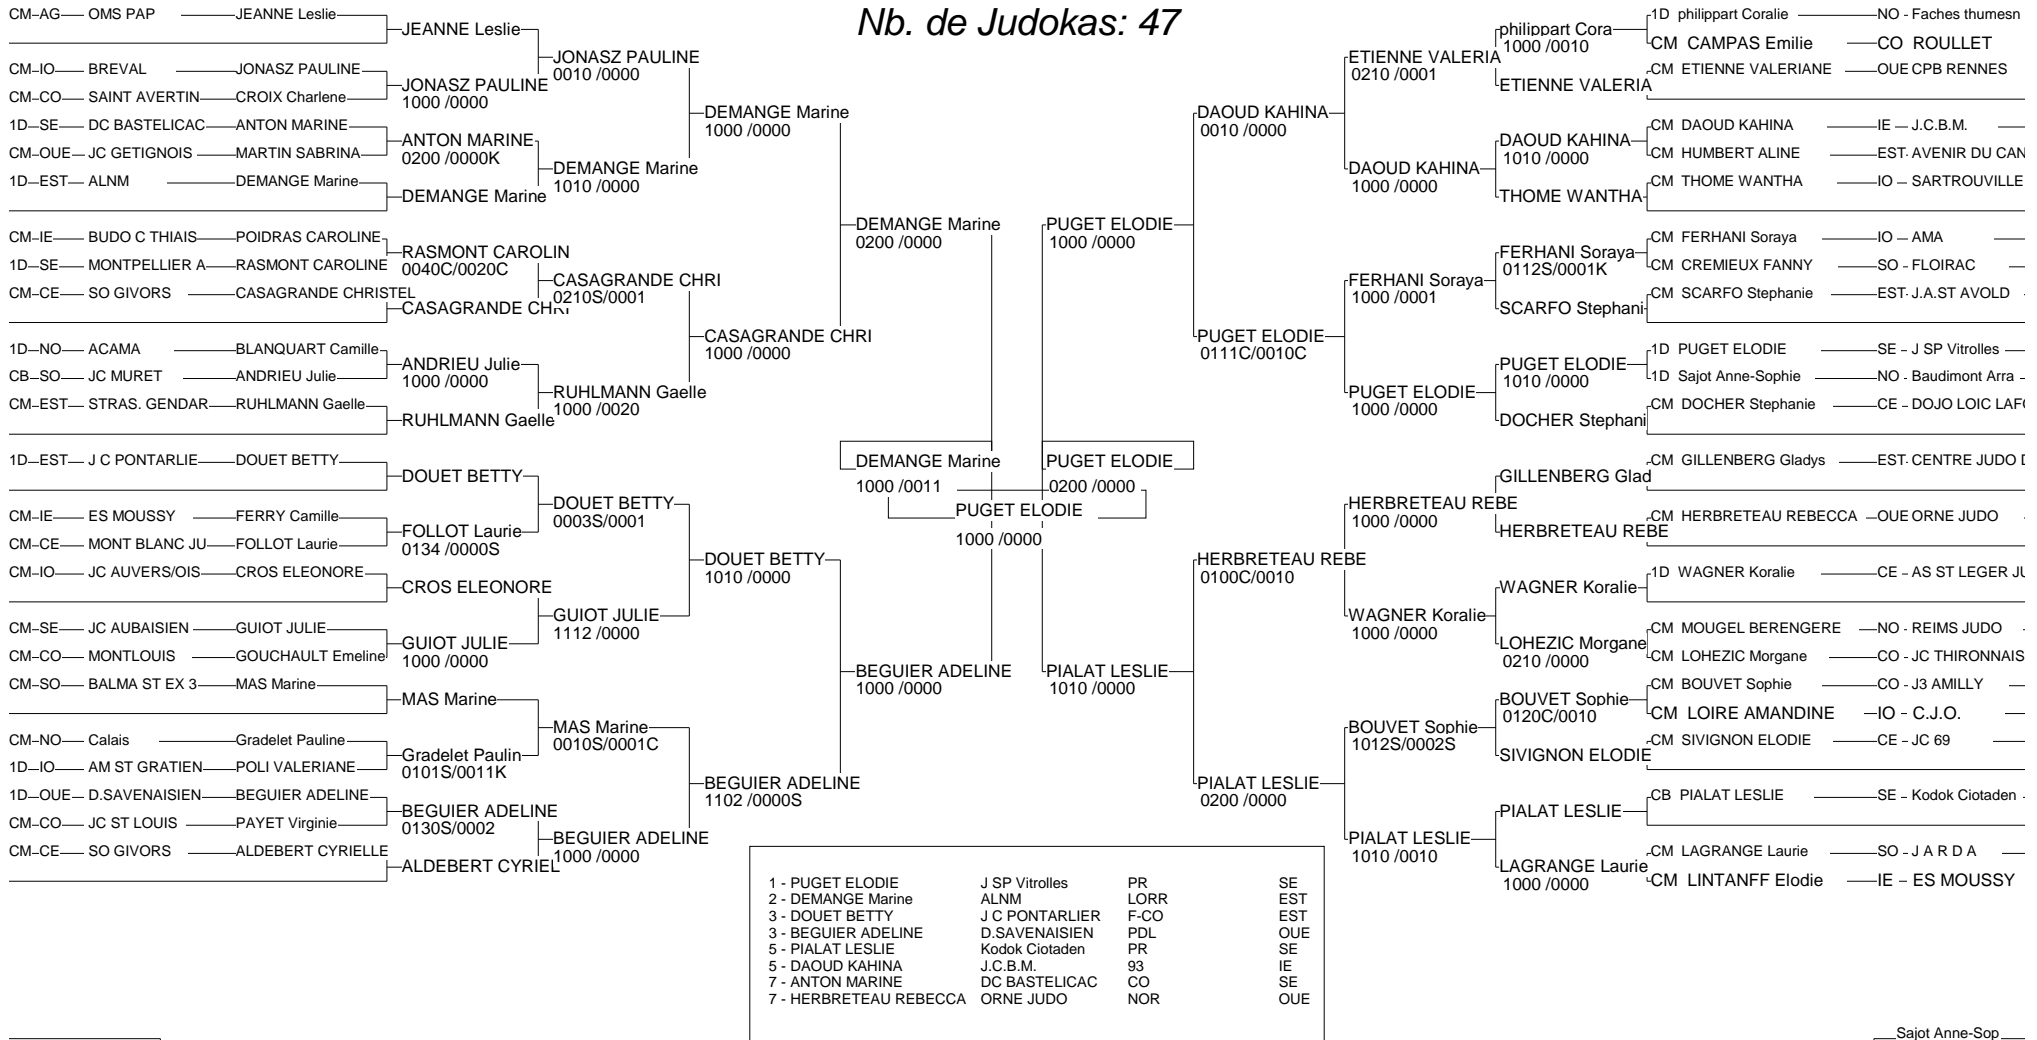 Nb. de Judokas: 47
CM AG OMS PAP JEANNE Leslie
CM IO BREVAL JONASZ PAULINE
CM CO SAINT AVERTIN CROIX Charlene
1D SE DC BASTELICAC ANTON MARINE
CM OUE JC GETIGNOIS MARTIN SABRINA
1D EST ALNM DEMANGE Marine
CM IE BUDO C THIAIS POIDRAS CAROLINE
1D SE MONTPELLIER A RASMONT CAROLINE
CM CE SO GIVORS CASAGRANDE CHRISTEL
1D NO ACAMA BLANQUART Camille
CB SO JC MURET ANDRIEU Julie
CM EST STRAS. GENDAR RUHLMANN Gaelle
1D EST J C PONTARLIE DOUET BETTY
CM IE ES MOUSSY FERRY Camille
CM CE MONT BLANC JU FOLLOT Laurie
CM IO JC AUVERS/OIS CROS ELEONORE
CM SE JC AUBAISIEN GUIOT JULIE
CM CO MONTLOUIS GOUCHAULT Emeline
CM SO BALMA ST EX 3 MAS Marine
CM NO Calais Gradelet Pauline
1D IO AM ST GRATIEN POLI VALERIANE
1D OUE D.SAVENAISIEN BEGUIER ADELINE
CM CO JC ST LOUIS PAYET Virginie
CM CE SO GIVORS ALDEBERT CYRIELLE
JEANNE Leslie
JONASZ PAULINE
1000 /0000
ANTON MARINE
0200 /0000K
DEMANGE Marine
RASMONT CAROLIN
0040C/0020C
CASAGRANDE CHRI
ANDRIEU Julie
1000 /0000
RUHLMANN Gaelle
DOUET BETTY
FOLLOT Laurie
0134 /0000S
CROS ELEONORE
GUIOT JULIE
1000 /0000
MAS Marine
Gradelet Paulin
0101S/0011K
BEGUIER ADELINE
0130S/0002
ALDEBERT CYRIEL
JONASZ PAULINE
0010 /0000
DEMANGE Marine
1010 /0000
CASAGRANDE CHRI
0210S/0001
RUHLMANN Gaelle
1000 /0020
DOUET BETTY
0003S/0001
GUIOT JULIE
1112 /0000
MAS Marine
0010S/0001C
BEGUIER ADELINE
1000 /0000
DEMANGE Marine
1000 /0000
CASAGRANDE CHRI
1000 /0000
DOUET BETTY
1010 /0000
BEGUIER ADELINE
1102 /0000S
DEMANGE Marine
0200 /0000
BEGUIER ADELINE
1000 /0000
DEMANGE Marine
1000 /0011
PUGET ELODIE
0200 /0000
PUGET ELODIE
1000 /0000
PUGET ELODIE
1000 /0000
PIALAT LESLIE
1010 /0000
DAOUD KAHINA
0010 /0000
PUGET ELODIE
0111C/0010C
HERBRETEAU REBE
0100C/0010
PIALAT LESLIE
0200 /0000
ETIENNE VALERIA
0210 /0001
DAOUD KAHINA
1000 /0000
FERHANI Soraya
1000 /0001
PUGET ELODIE
1000 /0000
HERBRETEAU REBE
1000 /0000
WAGNER Koralie
1000 /0000
BOUVET Sophie
1012S/0002S
PIALAT LESLIE
1010 /0010
philippart Cora
1000 /0010
ETIENNE VALERIA
DAOUD KAHINA
1010 /0000
THOME WANTHA
FERHANI Soraya
0112S/0001K
SCARFO Stephani
PUGET ELODIE
1010 /0000
DOCHER Stephani
GILLENBERG Glad
HERBRETEAU REBE
WAGNER Koralie
LOHEZIC Morgane
0210 /0000
BOUVET Sophie
0120C/0010
SIVIGNON ELODIE
PIALAT LESLIE
LAGRANGE Laurie
1000 /0000
1D philippart Coralie NO - Faches thumesn
CM CAMPAS Emilie CO ROULLET
CM ETIENNE VALERIANE OUE CPB RENNES
CM DAOUD KAHINA IE J.C.B.M.
CM HUMBERT ALINE EST AVENIR DU CAN
CM THOME WANTHA IO SARTROUVILLE
CM FERHANI Soraya IO AMA
CM CREMIEUX FANNY SO FLOIRAC
CM SCARFO Stephanie EST J.A.ST AVOLD
1D PUGET ELODIE SE - J SP Vitrolles
1D Sajot Anne-Sophie NO - Baudimont Arra
CM DOCHER Stephanie CE - DOJO LOIC LAF
CM GILLENBERG Gladys EST CENTRE JUDO
CM HERBRETEAU REBECCA OUE ORNE JUDO
1D WAGNER Koralie CE - AS ST LEGER JU
CM MOUGEL BERENGERE NO - REIMS JUDO
CM LOHEZIC Morgane CO - JC THIRONNAIS
CM BOUVET Sophie CO - J3 AMILLY
CM LOIRE AMANDINE IO - C.J.O.
CM SIVIGNON ELODIE CE - JC 69
CB PIALAT LESLIE SE - Kodok Ciotaden
CM LAGRANGE Laurie SO - J A R D A
CM LINTANFF Elodie IE - ES MOUSSY
1 - PUGET ELODIE J SP Vitrolles PR SE
2 - DEMANGE Marine ALNM LORR EST
3 - DOUET BETTY J C PONTARLIER F-CO EST
3 - BEGUIER ADELINE D.SAVENAISIEN PDL OUE
5 - PIALAT LESLIE Kodok Ciotaden PR SE
5 - DAOUD KAHINA J.C.B.M. 93 IE
7 - ANTON MARINE DC BASTELICAC CO SE
7 - HERBRETEAU REBECCA ORNE JUDO NOR OUE
Sajot Anne-Sop